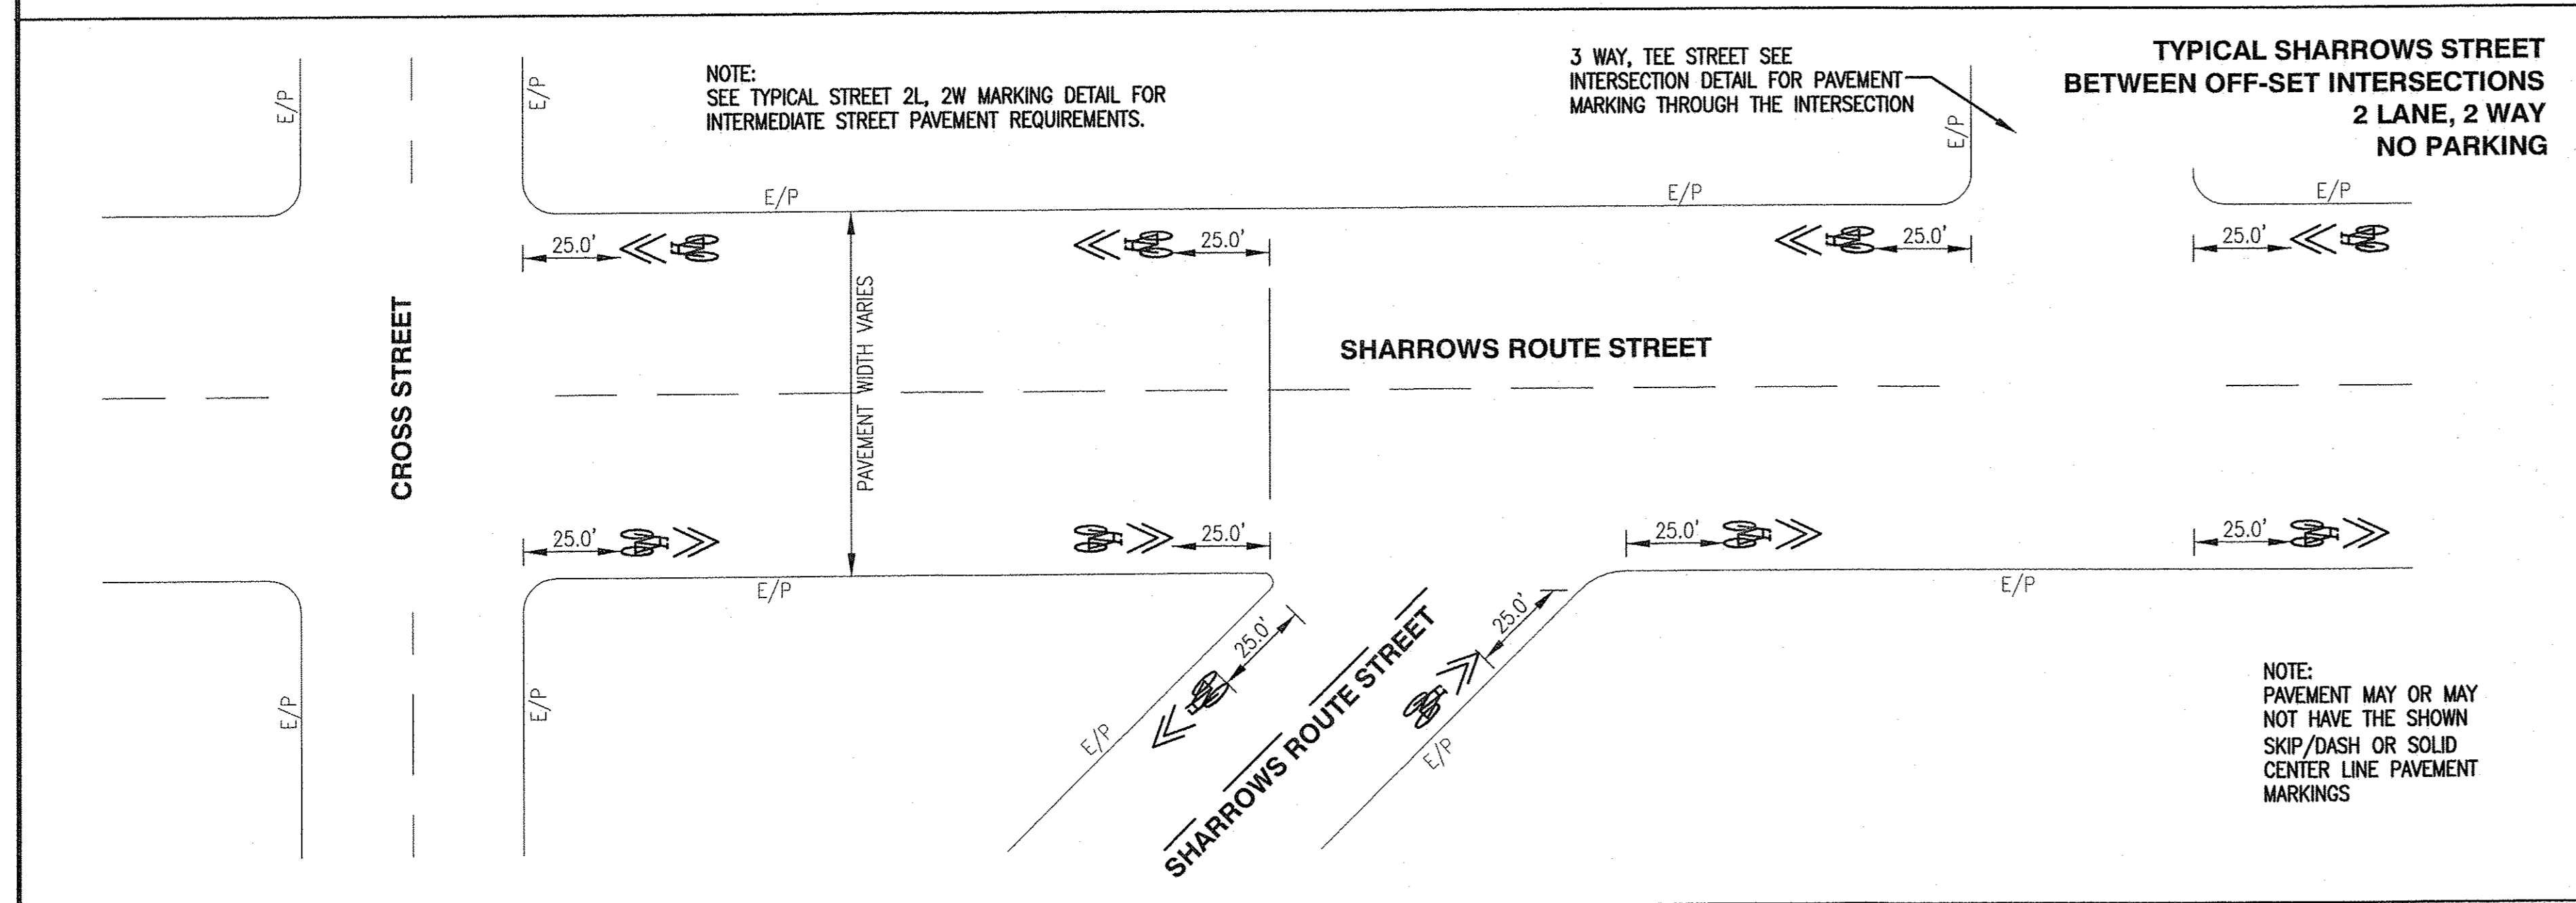 TYPICAL SHARROWS STREET
BETWEEN OFF-SET INTERSECTIONS
2 LANE, 2 WAY
NO PARKING
3 WAY, TEE STREET SEE
INTERSECTION DETAIL FOR PAVEMENT
MARKING THROUGH THE INTERSECTION
NOTE:
SEE TYPICAL STREET 2L, 2W MARKING DETAIL FOR
INTERMEDIATE STREET PAVEMENT REQUIREMENTS.
E/P
E/P
E/P
E/P
E/P
E/P
25.0'
25.0'
25.0'
25.0'
CROSS STREET
PAVEMENT WIDTH VARIES
SHARROWS ROUTE STREET
25.0'
25.0'
25.0'
25.0'
E/P
E/P
25.0'
25.0'
SHARROWS ROUTE STREET
E/P
E/P
E/P
E/P
NOTE:
PAVEMENT MAY OR MAY
NOT HAVE THE SHOWN
SKIP/DASH OR SOLID
CENTER LINE PAVEMENT
MARKINGS